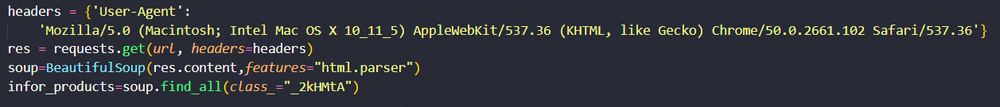 headers = {'User-Agent':
    'Mozilla/5.0 (Macintosh; Intel Mac OS X 10_11_5) AppleWebKit/537.36 (KHTML, like Gecko) Chrome/50.0.2661.102 Safari/537.36'}
res = requests.get(url, headers=headers)
soup=BeautifulSoup(res.content,features="html.parser")
infor_products=soup.find_all(class_="_2kHMtA")